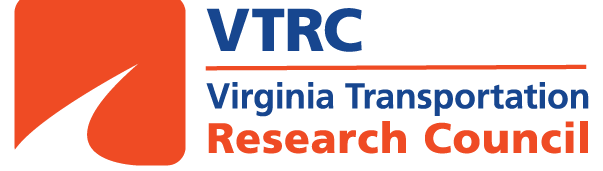 VTRC
Virginia Transportation
Research Council